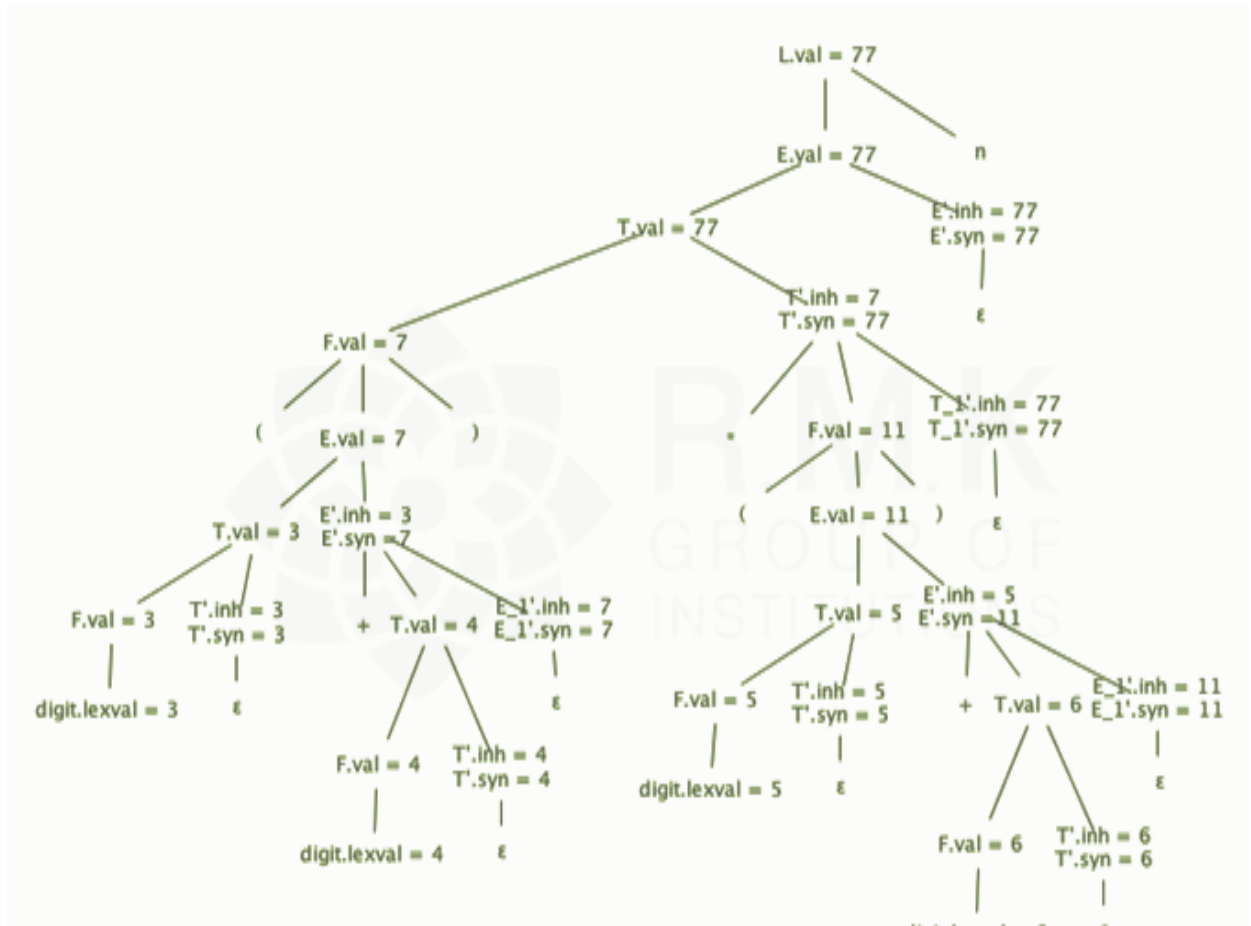 L.val = 77
E.val = 77
n
T.val = 77
E'.inh = 77
E'.syn = 77
ε
F.val = 7
T'.inh = 7
T'.syn = 77
(
E.val = 7
)
*
F.val = 11
T_1'.inh = 77
T_1'.syn = 77
ε
T.val = 3
E'.inh = 3
E'.syn = 7
(
E.val = 11
)
F.val = 3
T'.inh = 3
T'.syn = 3
+
T.val = 4
E_1'.inh = 7
E_1'.syn = 7
T.val = 5
E'.inh = 5
E'.syn = 11
digit.lexval = 3
ε
ε
F.val = 5
T'.inh = 5
T'.syn = 5
+
T.val = 6
E_1'.inh = 11
E_1'.syn = 11
F.val = 4
T'.inh = 4
T'.syn = 4
digit.lexval = 5
ε
ε
digit.lexval = 4
ε
F.val = 6
T'.inh = 6
T'.syn = 6
R.M.K
GROUP OF
INSTITUTIONS